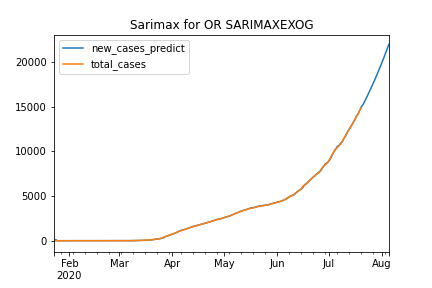 Sarimax for OR SARIMAXEXOG
new_cases_predict
total_cases
20000
15000
10000
5000
0
Feb Mar Apr May Jun Jul Aug
2020